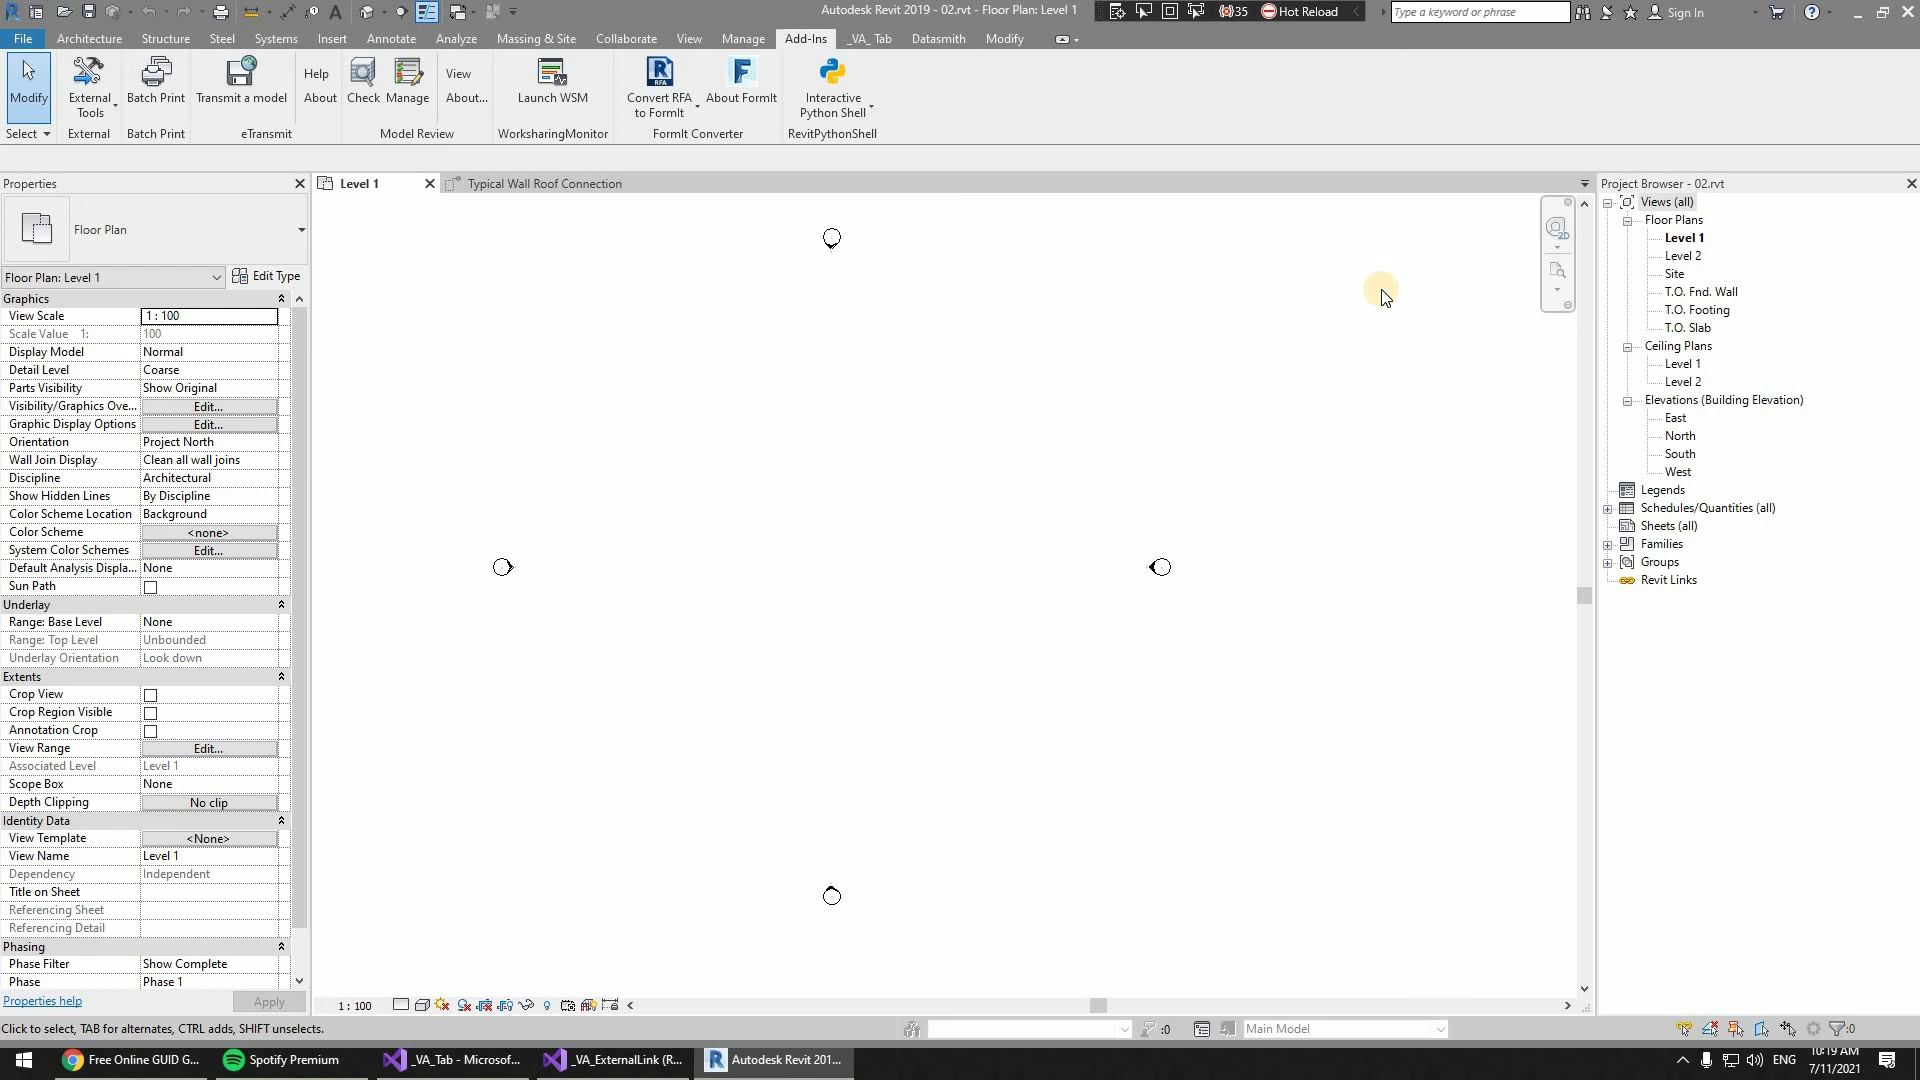 Autodesk Revit 2019 - 02.rvt - Floor Plan: Level 1
35
Hot Reload
Type a keyword or phrase
Sign In
File
Architecture
Structure
Steel
Systems
Insert
Annotate
Analyze
Massing & Site
Collaborate
View
Manage
Add-Ins
_VA_ Tab
Datasmith
Modify
Modify
External Tools
Batch Print
Transmit a model
Help
About
Check
Manage
View
About...
Launch WSM
Convert RFA to FormIt
About FormIt
Interactive Python Shell
Select
External
Batch Print
eTransmit
Model Review
WorksharingMonitor
FormIt Converter
RevitPythonShell
Properties
Floor Plan
Floor Plan: Level 1
Edit Type
Graphics
View Scale 1 : 100
Scale Value 1: 100
Display Model Normal
Detail Level Coarse
Parts Visibility Show Original
Visibility/Graphics Ove... Edit...
Graphic Display Options Edit...
Orientation Project North
Wall Join Display Clean all wall joins
Discipline Architectural
Show Hidden Lines By Discipline
Color Scheme Location Background
Color Scheme <none>
System Color Schemes Edit...
Default Analysis Displa... None
Sun Path
Underlay
Range: Base Level None
Range: Top Level Unbounded
Underlay Orientation Look down
Extents
Crop View
Crop Region Visible
Annotation Crop
View Range Edit...
Associated Level Level 1
Scope Box None
Depth Clipping No clip
Identity Data
View Template <None>
View Name Level 1
Dependency Independent
Title on Sheet
Referencing Sheet
Referencing Detail
Phasing
Phase Filter Show Complete
Phase Phase 1
Properties help
Apply
Level 1
Typical Wall Roof Connection
2D
1 : 100
Project Browser - 02.rvt
Views (all)
Floor Plans
Level 1
Level 2
Site
T.O. Fnd. Wall
T.O. Footing
T.O. Slab
Ceiling Plans
Level 1
Level 2
Elevations (Building Elevation)
East
North
South
West
Legends
Schedules/Quantities (all)
Sheets (all)
Families
Groups
Revit Links
Click to select, TAB for alternates, CTRL adds, SHIFT unselects.
:0
Main Model
:0
Free Online GUID G...
Spotify Premium
_VA_Tab - Microsof...
_VA_ExternalLink (R...
Autodesk Revit 201...
ENG
10:19 AM
7/11/2021